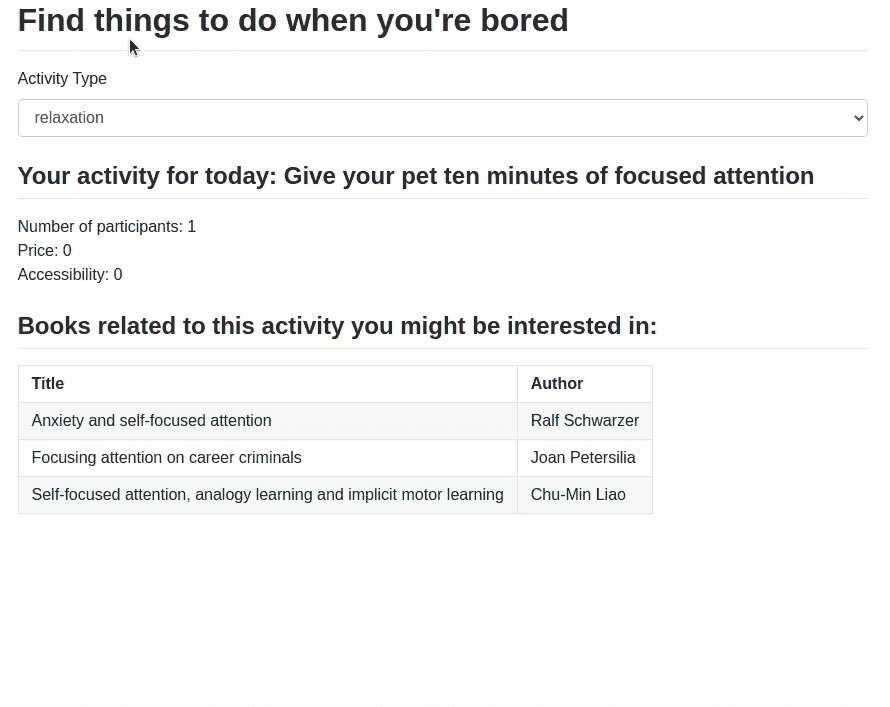 Find things to do when you're bored
Activity Type
relaxation
Your activity for today: Give your pet ten minutes of focused attention
Number of participants: 1
Price: 0
Accessibility: 0
Books related to this activity you might be interested in:
Title Author
Anxiety and self-focused attention Ralf Schwarzer
Focusing attention on career criminals Joan Petersilia
Self-focused attention, analogy learning and implicit motor learning Chu-Min Liao